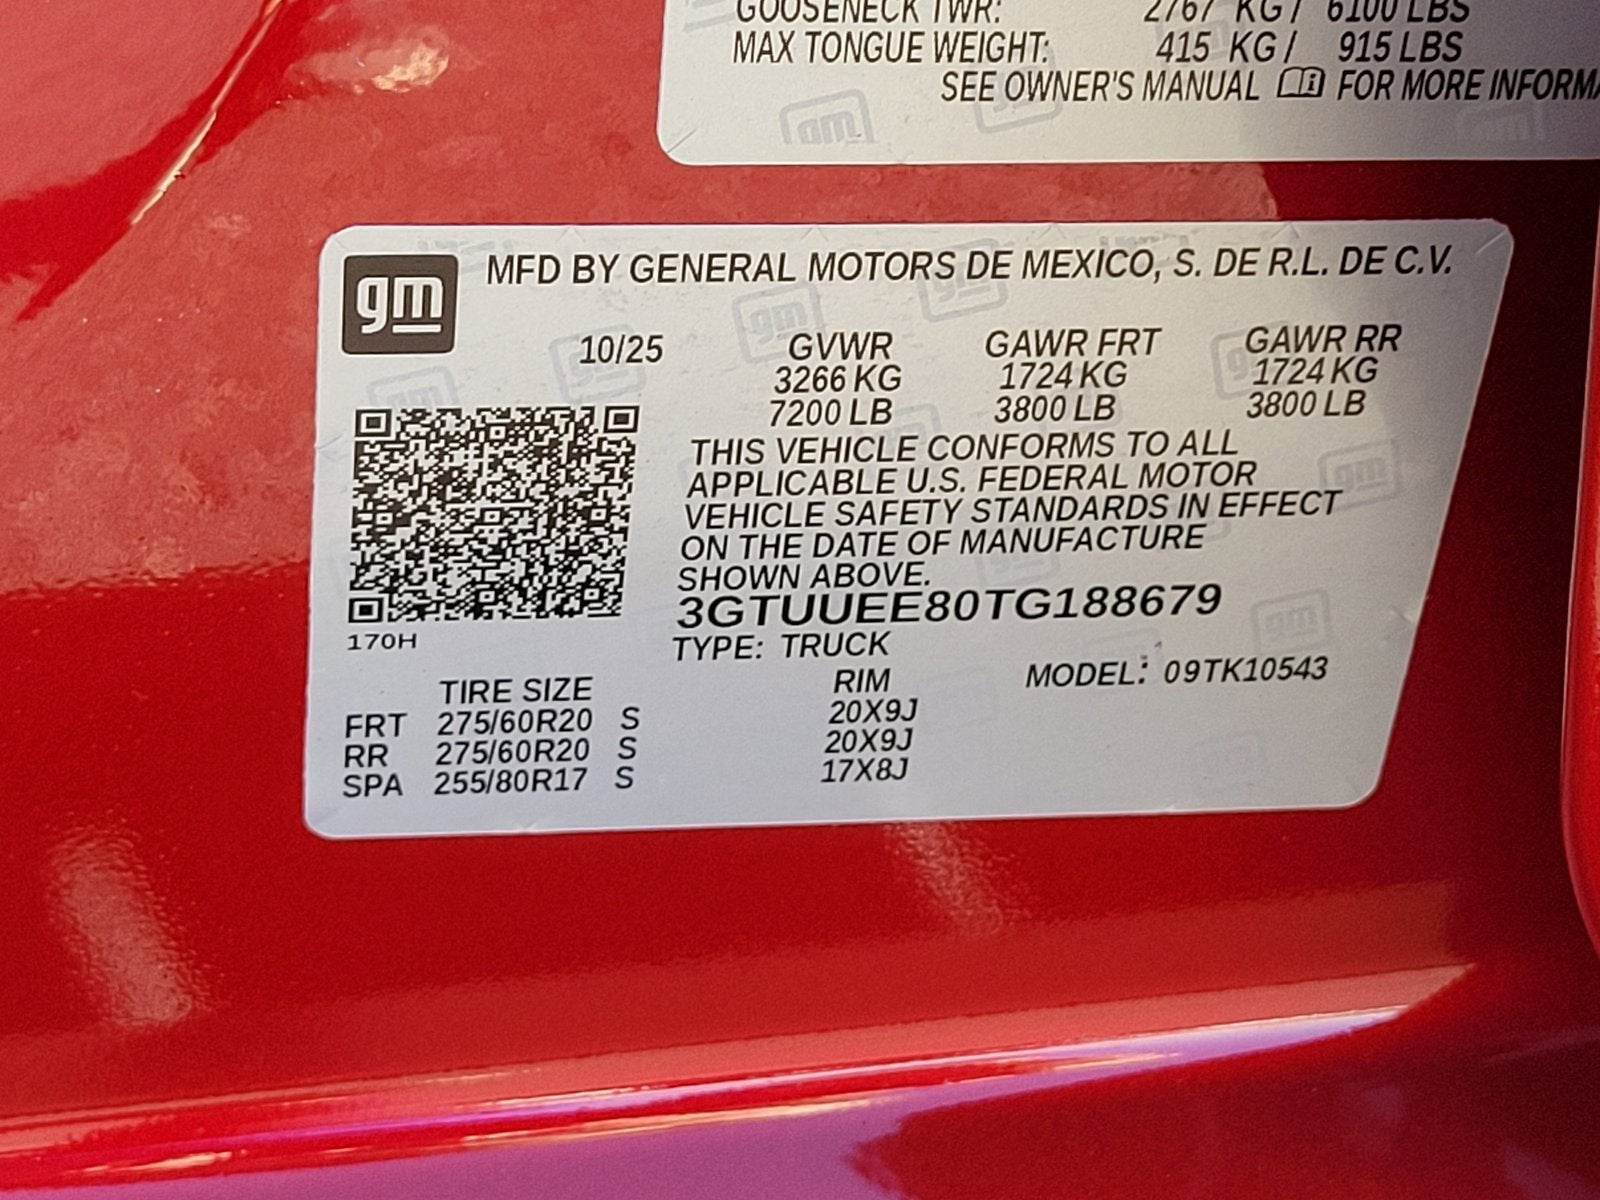 GOOSENECK TWR: 2767 KG / 6100 LBS
MAX TONGUE WEIGHT: 415 KG / 915 LBS
SEE OWNER'S MANUAL FOR MORE
gm
MFD BY GENERAL MOTORS DE MEXICO, S. DE R.L. DE C.V.
10/25 GVWR GAWR FRT GAWR RR
3266 KG 1724 KG 1724 KG
7200 LB 3800 LB 3800 LB
THIS VEHICLE CONFORMS TO ALL
APPLICABLE U.S. FEDERAL MOTOR
VEHICLE SAFETY STANDARDS IN EFFECT
ON THE DATE OF MANUFACTURE
SHOWN ABOVE.
3GTUUEE80TG188679
170H
TYPE: TRUCK
MODEL: 09TK10543
TIRE SIZE RIM
FRT 275/60R20 S 20X9J
RR 275/60R20 S 20X9J
SPA 255/80R17 S 17X8J